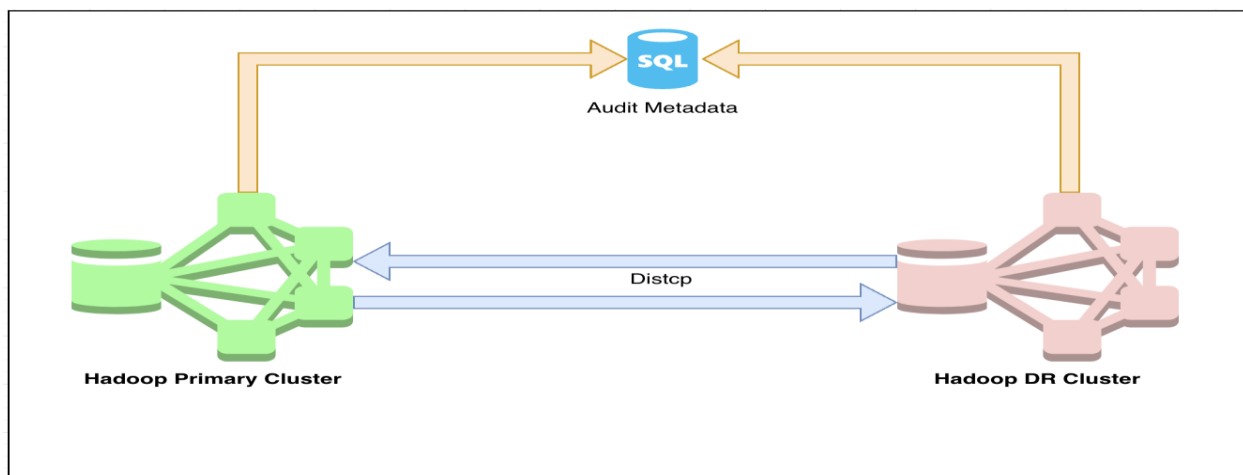 SQL
Audit Metadata
Distcp
Hadoop Primary Cluster
Hadoop DR Cluster